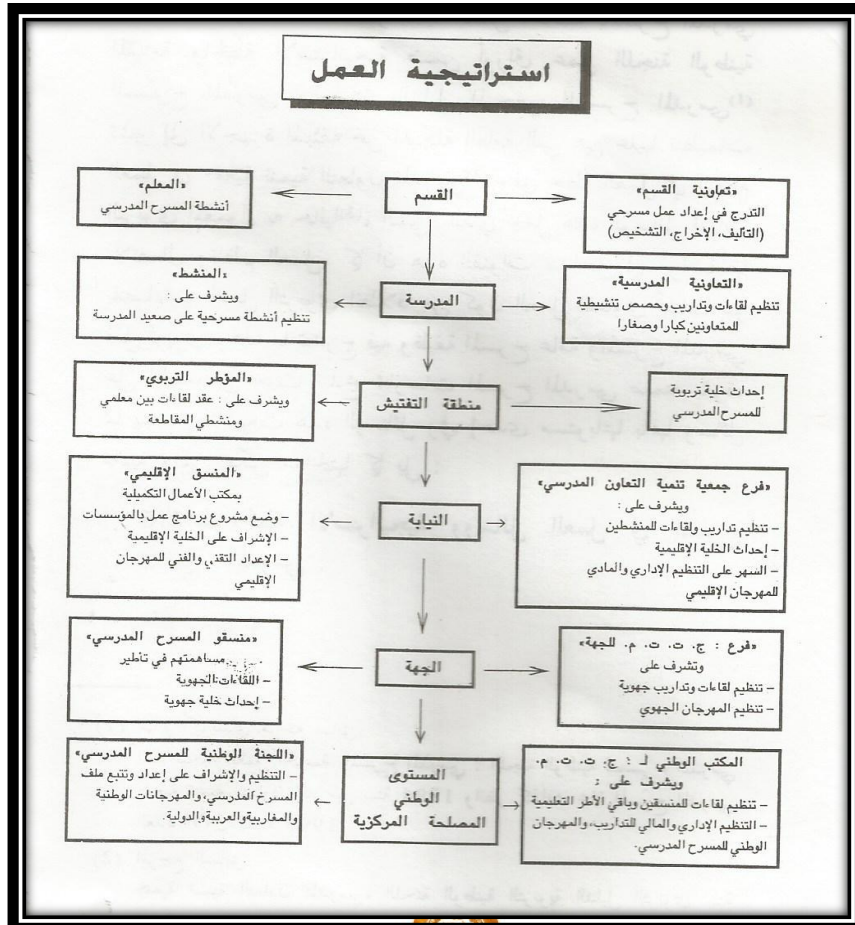 استراتيجية العمل
«تعاونية القسم»
التدرج في إعداد عمل مسرحي
(التأليف، الإخراج، التشخيص)
القسم
«المعلم»
أنشطة المسرح المدرسي
«التعاونية المدرسية»
تنظيم لقاءات وتداريب وحصص تنشيطية
للمتعاونين كبارا وصغارا
المدرسة
«المنشط»
ويشرف على :
تنظيم أنشطة مسرحية على صعيد المدرسة
إحداث خلية تربوية
للمسرح المدرسي
منطقة التفتيش
«المؤطر التربوي»
ويشرف على : عقد لقاءات بين معلمي
ومنشطي المقاطعة
«فرع جمعية تنمية التعاون المدرسي»
ويشرف على :
– تنظيم تداريب ولقاءات للمنشطين
– إحداث الخلية الإقليمية
– السهر على التنظيم الإداري والمادي
للمهرجان الإقليمي
النيابة
«المنسق الإقليمي»
بمكتب الأعمال التكميلية
– وضع مشروع برنامج عمل بالمؤسسات
– الإشراف على الخلية الإقليمية
– الإعداد التقني والفني للمهرجان
الإقليمي
«فرع : ج. ت. ت. م. للجهة»
وتشرف على
– تنظيم لقاءات وتداريب جهوية
– تنظيم المهرجان الجهوي
الجهة
«منسقو المسرح المدرسي»
مساهمتهم في تأطير
– اللقاءات الجهوية
– إحداث خلية جهوية
المكتب الوطني لـ : ج. ت. ت. م.
ويشرف على :
– تنظيم لقاءات للمنسقين وباقي الأطر التعليمية
– التنظيم الإداري والمالي للتداريب، والمهرجان
الوطني للمسرح المدرسي.
المستوى
الوطني
المصلحة المركزية
«اللجنة الوطنية للمسرح المدرسي»
– التنظيم والإشراف على إعداد وتتبع ملف
المسرح المدرسي، والمهرجانات الوطنية
والمغاربية والعربية والدولية.